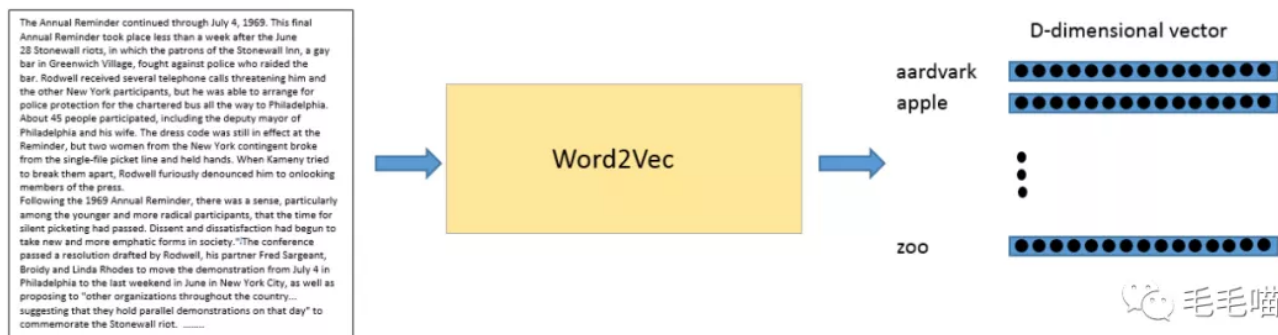 The Annual Reminder continued through July 4, 1969. This final
Annual Reminder took place less than a week after the June
28 Stonewall riots, in which the patrons of the Stonewall Inn, a gay
bar in Greenwich Village, fought against police who raided the
bar. Rodwell received several telephone calls threatening him and
the other New York participants, but he was able to arrange for
police protection for the chartered bus all the way to Philadelphia.
About 45 people participated, including the deputy mayor of
Philadelphia and his wife. The dress code was still in effect at the
Reminder, but two women from the New York contingent broke
from the single-file picket line and held hands. When Kameny tried
to break them apart, Rodwell furiously denounced him to onlooking
members of the press.
Following the 1969 Annual Reminder, there was a sense, particularly
among the younger and more radical participants, that the time for
silent picketing had passed. Dissent and dissatisfaction had begun to
take new and more emphatic forms in society."The conference
passed a resolution drafted by Rodwell, his partner Fred Sargeant,
Broidy and Linda Rhodes to move the demonstration from July 4 in
Philadelphia to the last weekend in June in New York City, as well as
proposing to "other organizations throughout the country...
suggesting that they hold parallel demonstrations on that day" to
commemorate the Stonewall riot. ........
Word2Vec
D-dimensional vector
aardvark
apple
zoo
毛毛喵